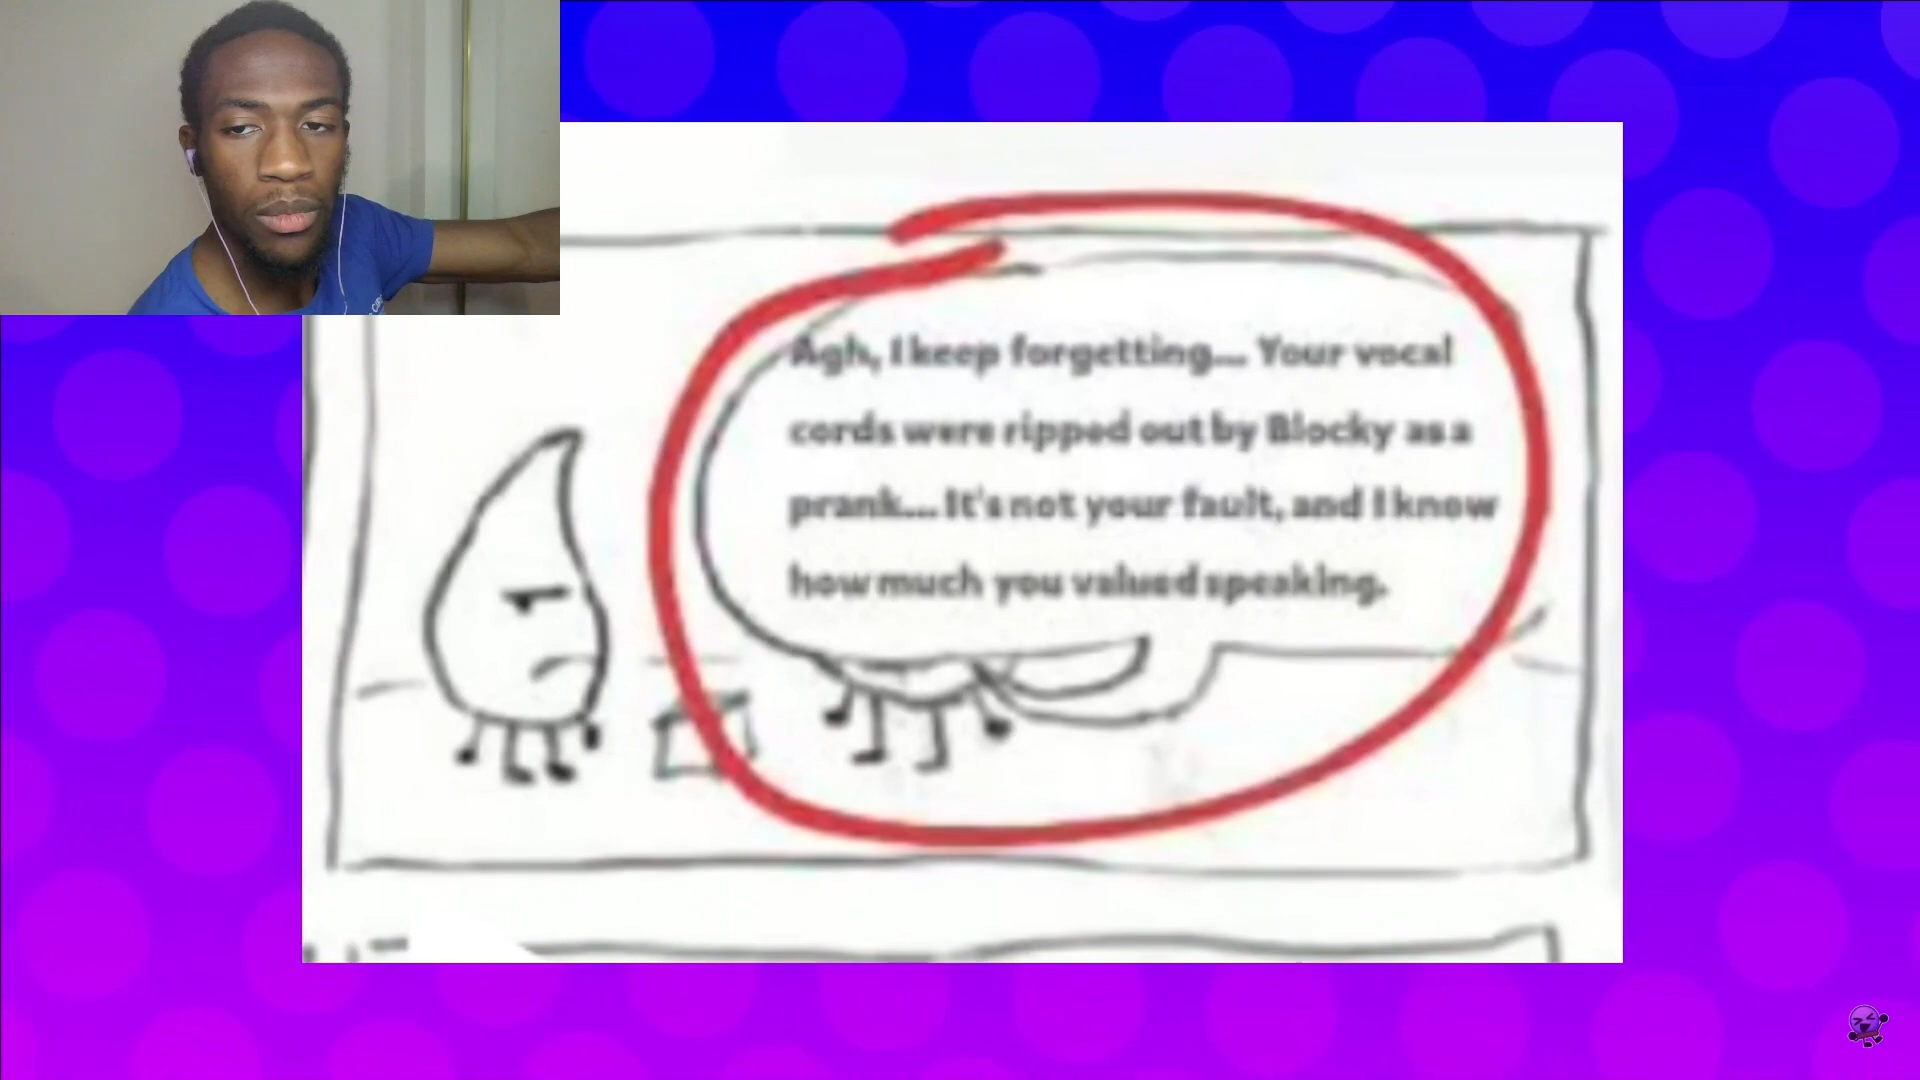 Agh, I keep forgetting... Your vocal
cords were ripped out by Blocky as a
prank... It's not your fault, and I know
how much you valued speaking.